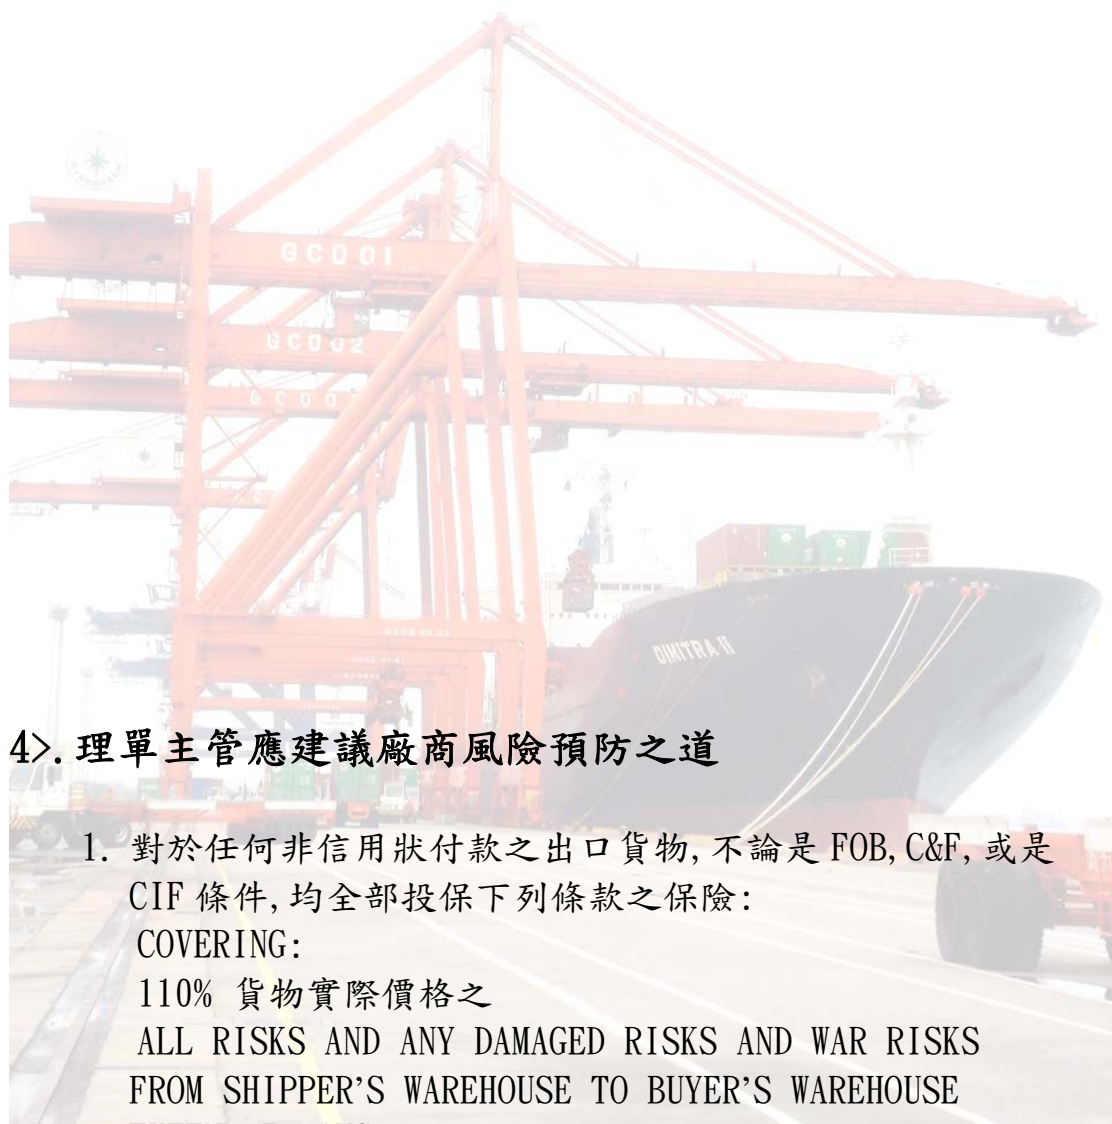 GC001
GC002
GC00
DIMITRA II
4>.理單主管應建議廠商風險預防之道
1. 對於任何非信用狀付款之出口貨物,不論是 FOB,C&F,或是
CIF 條件,均全部投保下列條款之保險:
COVERING:
110% 貨物實際價格之
ALL RISKS AND ANY DAMAGED RISKS AND WAR RISKS
FROM SHIPPER'S WAREHOUSE TO BUYER'S WAREHOUSE